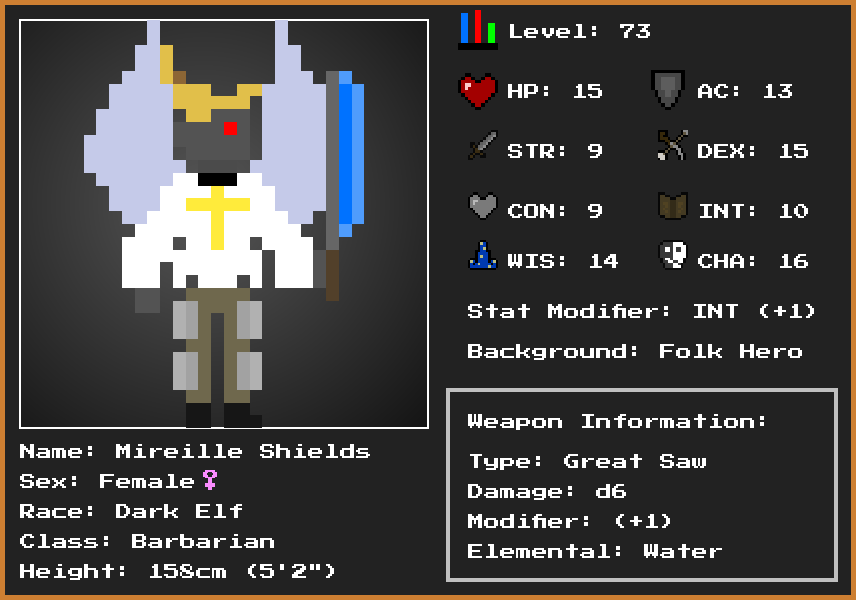 Level: 73
HP: 15
AC: 13
STR: 9
DEX: 15
CON: 9
INT: 10
WIS: 14
CHA: 16
Stat Modifier: INT (+1)
Background: Folk Hero
Weapon Information:
Type: Great Saw
Damage: d6
Modifier: (+1)
Elemental: Water
Name: Mireille Shields
Sex: Female♀
Race: Dark Elf
Class: Barbarian
Height: 158cm (5'2")